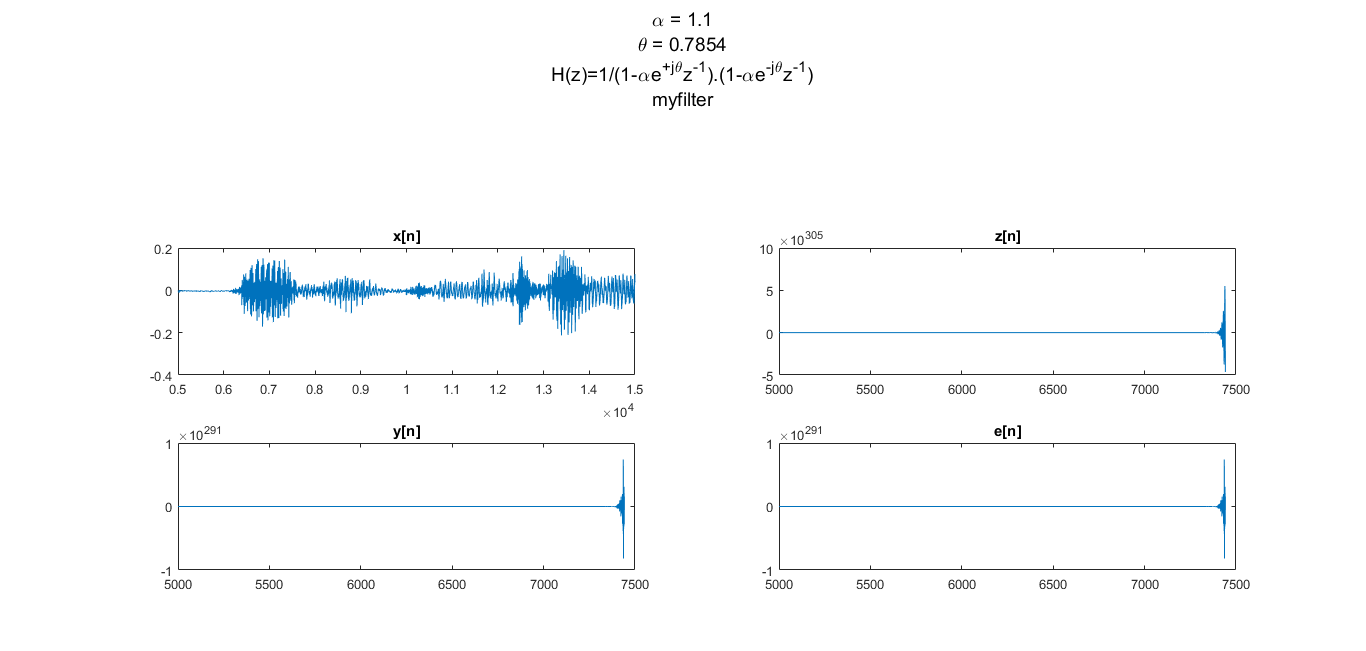 α = 1.1
θ = 0.7854
H(z)=1/(1-αe^{+jθ}z^{-1}).(1-αe^{-jθ}z^{-1})
myfilter
x[n]
0.2
0
-0.2
-0.4
0.5 0.6 0.7 0.8 0.9 1 1.1 1.2 1.3 1.4 1.5
×10^4
z[n]
×10^305
10
5
0
-5
5000 5500 6000 6500 7000 7500
y[n]
×10^291
1
0
-1
5000 5500 6000 6500 7000 7500
e[n]
×10^291
1
0
-1
5000 5500 6000 6500 7000 7500